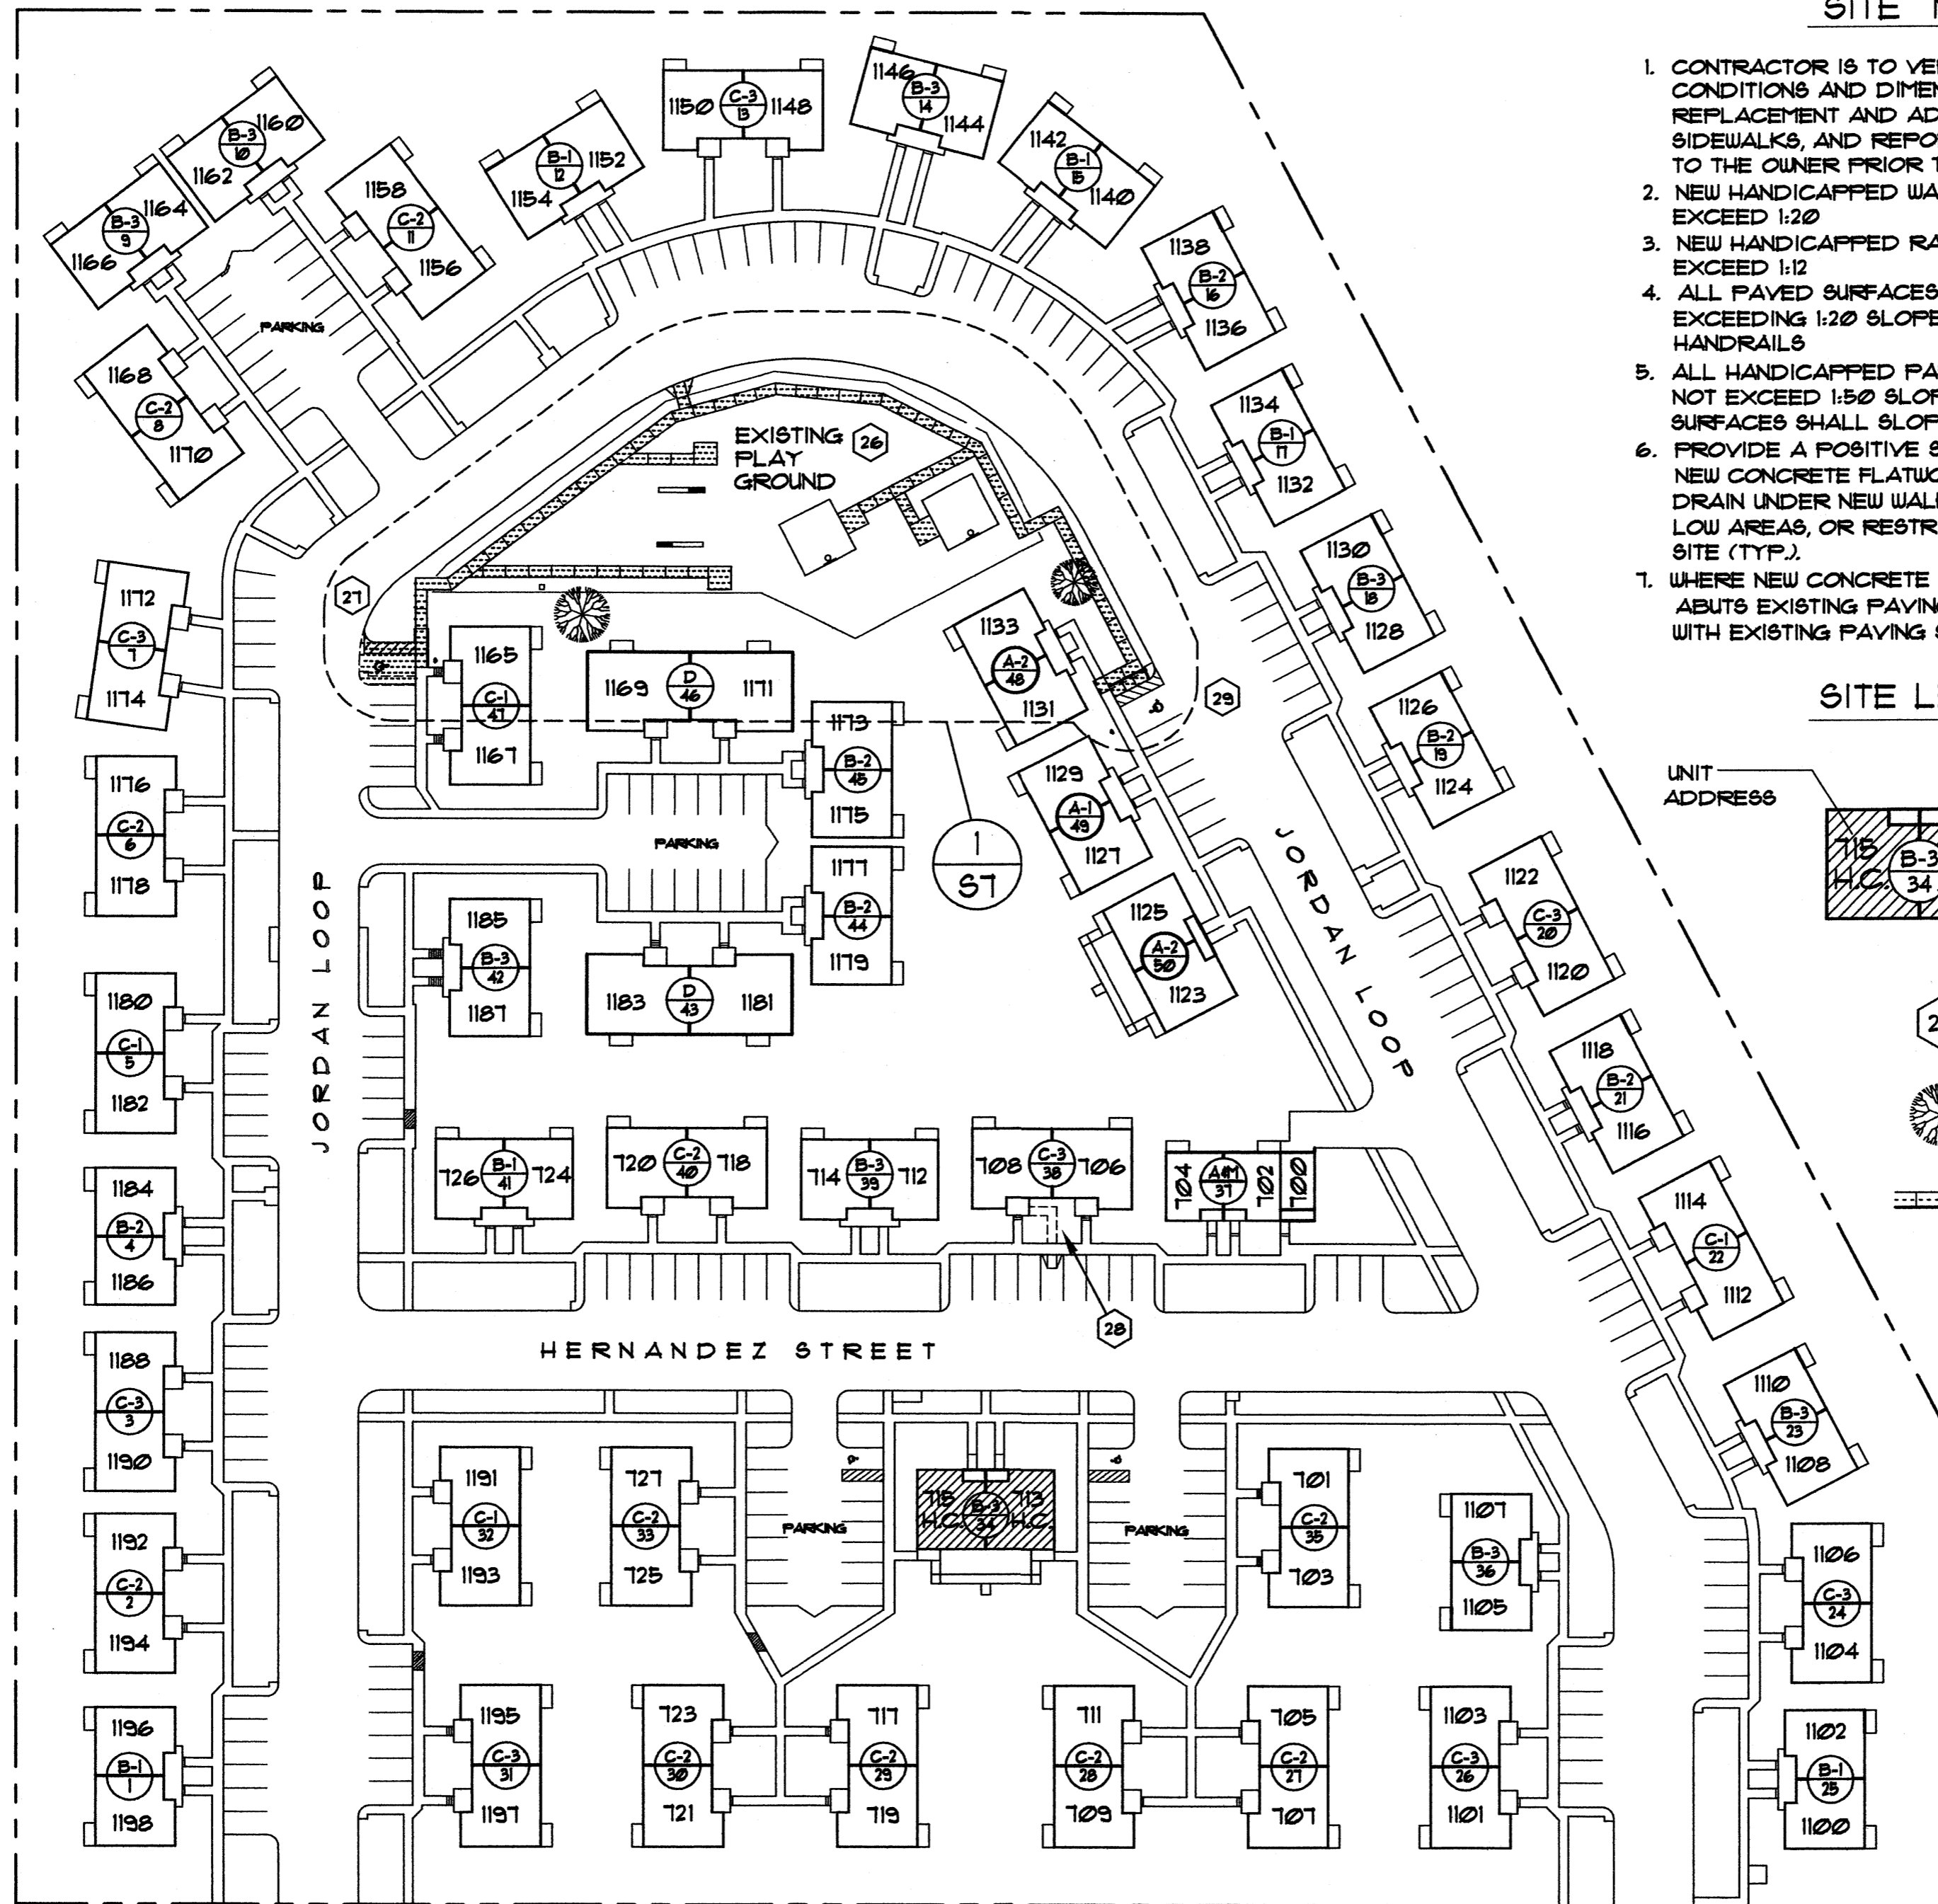 SITE
1. CONTRACTOR IS TO
CONDITIONS AND
REPLACEMENT AND
SIDEWALKS, AND
TO THE OWNER PRIOR
2. NEW HANDICAPPED
EXCEED 1:20
3. NEW HANDICAPPED
EXCEED 1:12
4. ALL PAVED SURFACES
EXCEEDING 1:20 SLOPE
HANDRAILS
5. ALL HANDICAPPED
NOT EXCEED 1:50
SURFACES SHALL
6. PROVIDE A POSITIVE
NEW CONCRETE
DRAIN UNDER NEW
LOW AREAS, OR
SITE (TYP.).
7. WHERE NEW CONCRETE
ABUTS EXISTING
WITH EXISTING PAVING
SITE
UNIT
ADDRESS
715
H.C.
B-3
34
1146
B-3
14
1144
1150
C-3
13
1148
1142
B-1
15
1140
1154
B-1
12
1152
1162
B-3
10
1160
1166
B-3
9
1164
1158
C-2
11
1156
1168
C-2
8
1170
PARKING
1138
B-2
16
1136
1134
B-1
17
1132
1130
B-3
18
1128
1126
B-2
19
1124
EXISTING
PLAY
GROUND
26
27
29
1172
C-3
7
1174
1165
C-1
47
1167
1169
D
46
1171
1173
B-2
45
1175
1133
A-2
48
1131
1129
A-1
49
1127
1125
A-2
50
1123
1176
C-2
6
1178
PARKING
1
S7
1177
B-2
44
1179
JORDAN LOOP
JORDAN LOOP
1185
B-3
42
1187
1183
D
43
1181
1122
C-3
20
1120
1118
B-2
21
1116
1180
C-1
5
1182
726
B-1
41
724
720
C-2
40
718
714
B-3
39
712
708
C-3
38
706
704
A4M
37
702
700
28
1184
B-2
4
1186
1114
C-1
22
1112
HERNANDEZ STREET
1188
C-3
3
1190
1110
B-3
23
1108
1191
C-1
32
1193
727
C-2
33
725
PARKING
715
H.C.
B-3
34
713
H.C.
PARKING
701
C-2
35
703
1107
B-3
36
1105
1106
C-3
24
1104
1192
C-2
2
1194
1196
B-1
1
1198
1195
C-3
31
1197
723
C-2
30
721
717
C-2
29
719
711
C-2
28
709
705
C-2
27
707
1103
C-3
26
1101
1102
B-1
25
1100